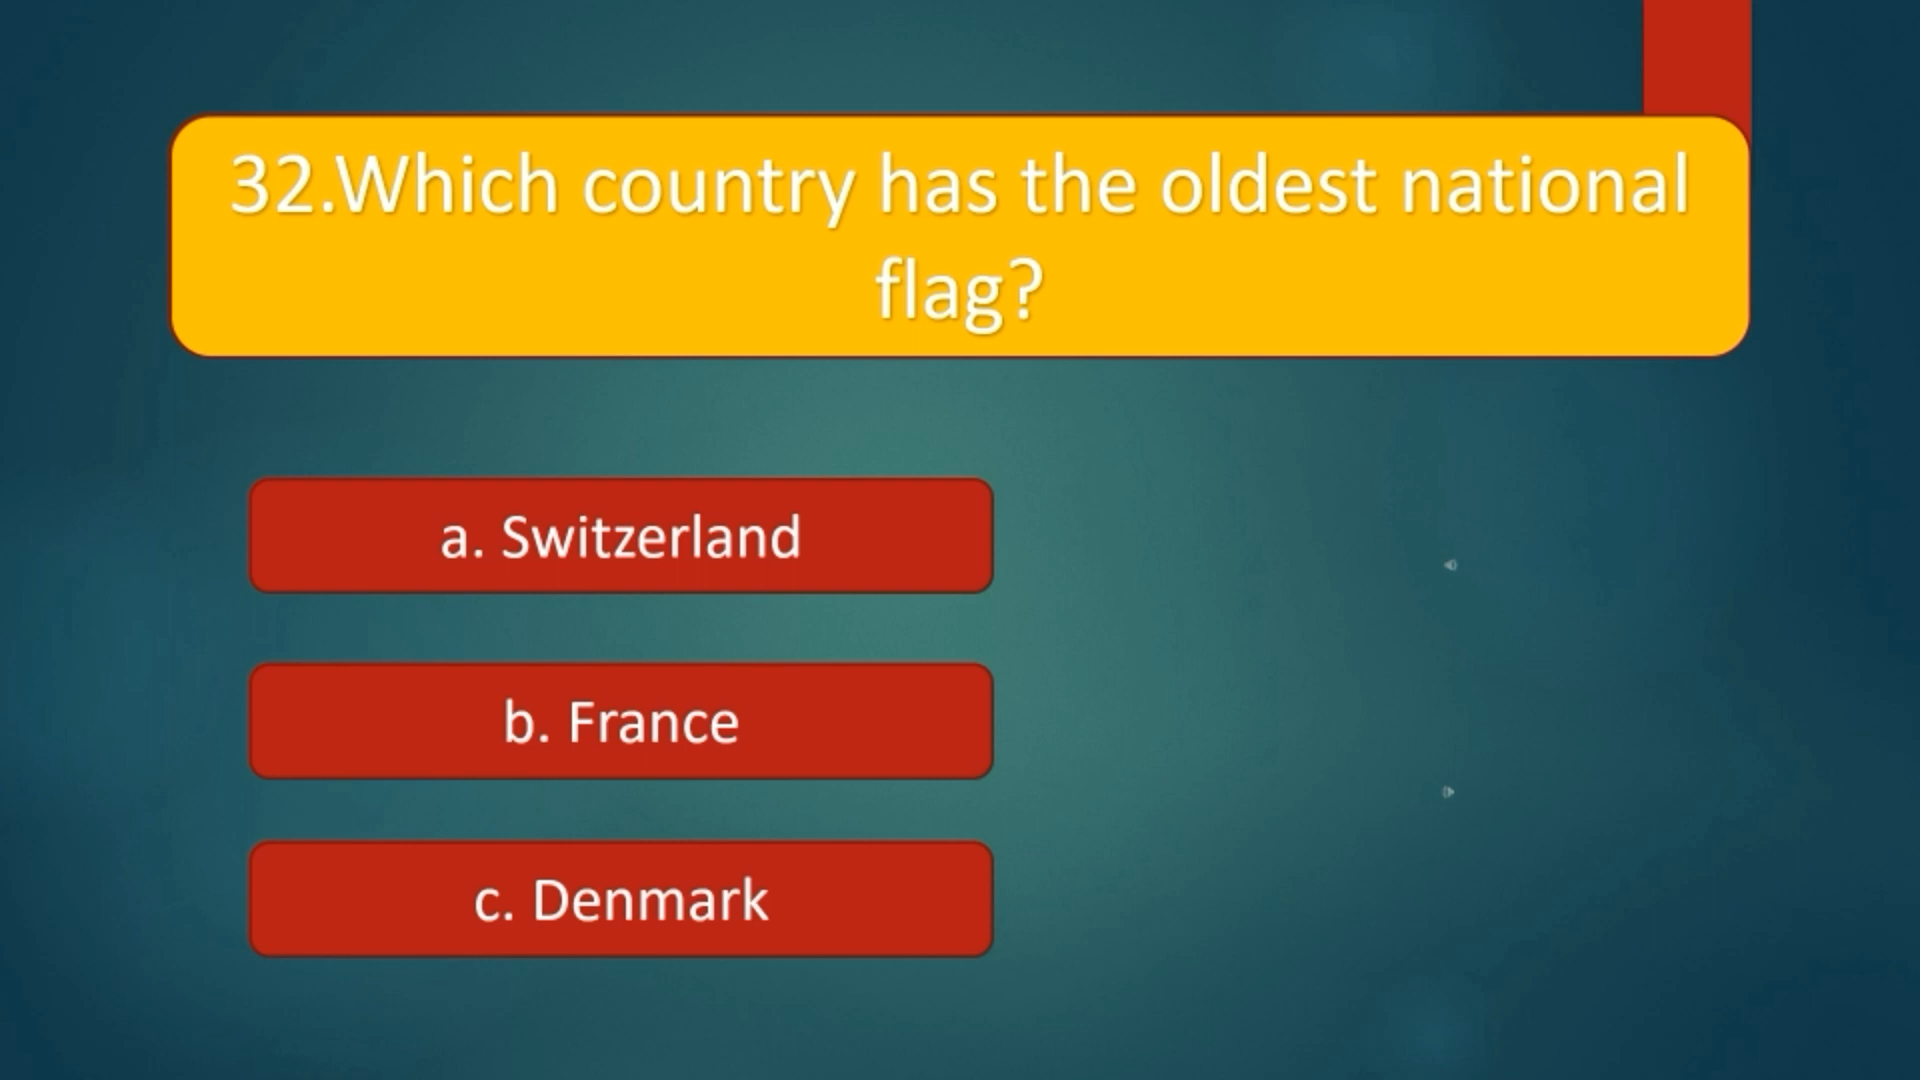 32.Which country has the oldest national
flag?
a. Switzerland
b. France
c. Denmark